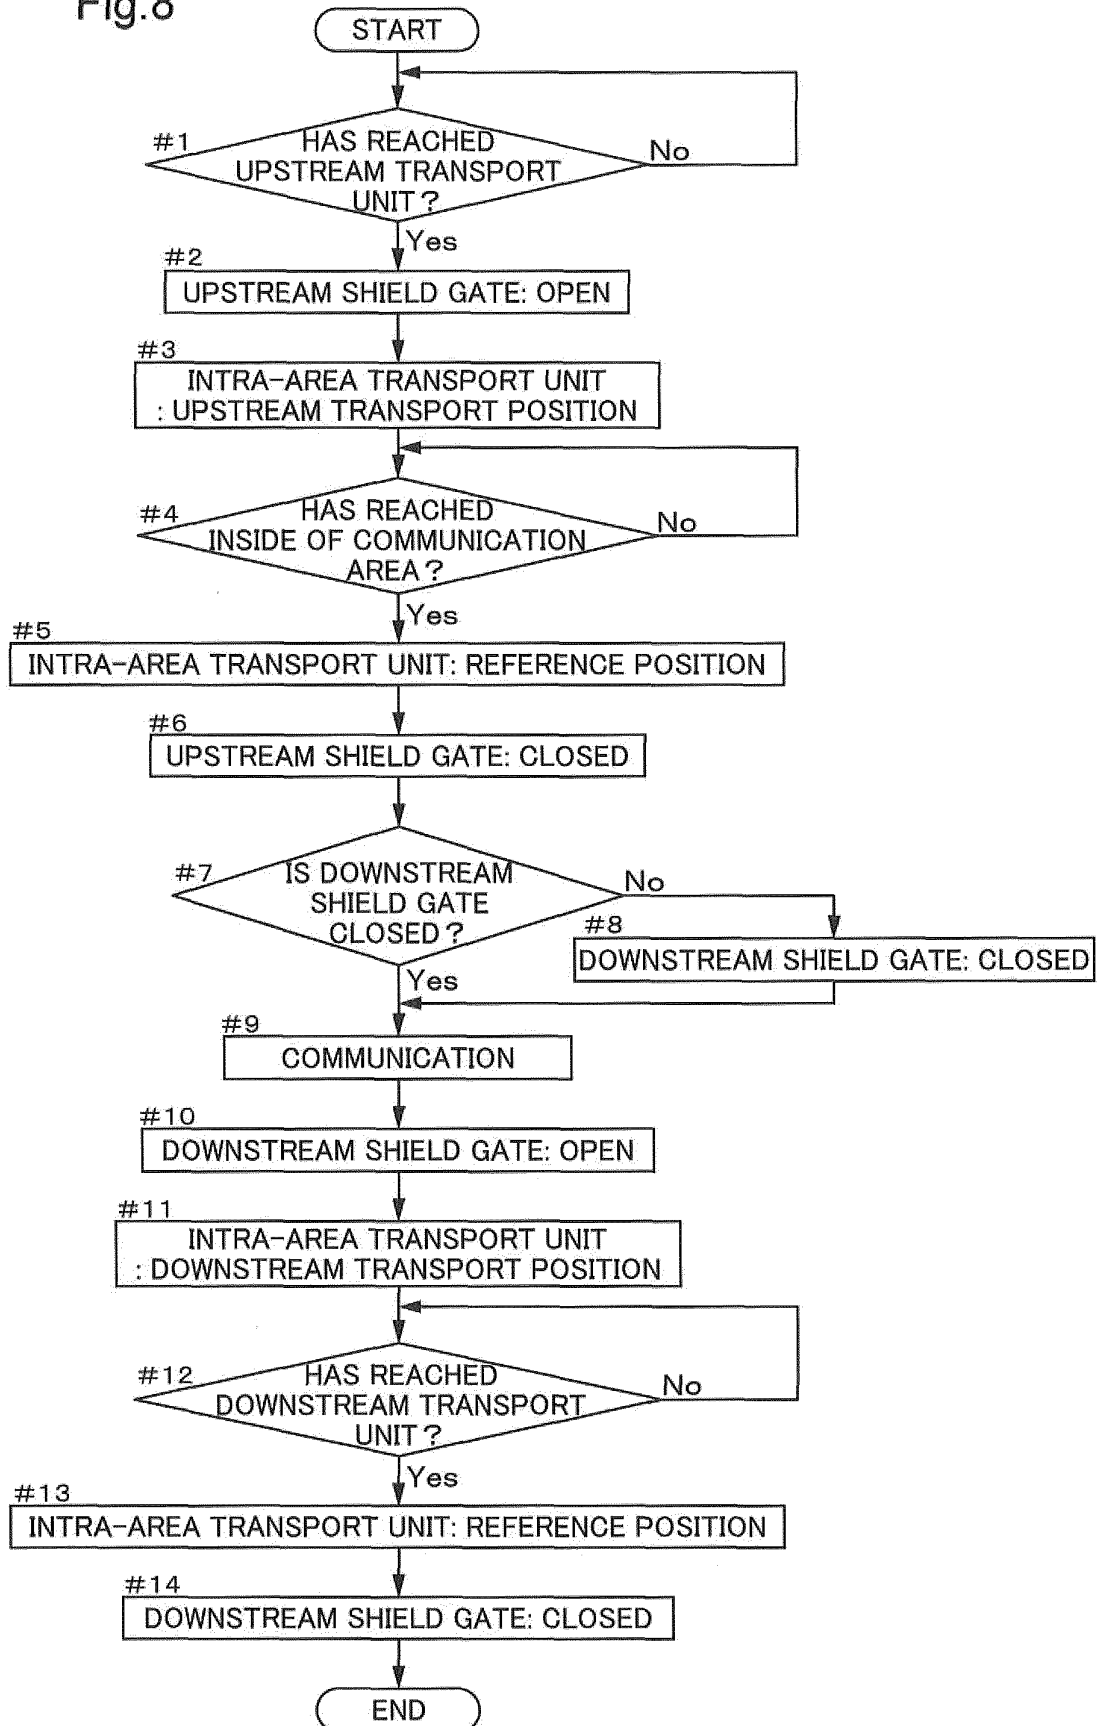 Fig.8
START
#1
HAS REACHED
UPSTREAM TRANSPORT
UNIT?
No
Yes
#2
UPSTREAM SHIELD GATE: OPEN
#3
INTRA-AREA TRANSPORT UNIT
: UPSTREAM TRANSPORT POSITION
#4
HAS REACHED
INSIDE OF COMMUNICATION
AREA?
No
Yes
#5
INTRA-AREA TRANSPORT UNIT: REFERENCE POSITION
#6
UPSTREAM SHIELD GATE: CLOSED
#7
IS DOWNSTREAM
SHIELD GATE
CLOSED?
No
#8
DOWNSTREAM SHIELD GATE: CLOSED
Yes
#9
COMMUNICATION
#10
DOWNSTREAM SHIELD GATE: OPEN
#11
INTRA-AREA TRANSPORT UNIT
: DOWNSTREAM TRANSPORT POSITION
#12
HAS REACHED
DOWNSTREAM TRANSPORT
UNIT?
No
Yes
#13
INTRA-AREA TRANSPORT UNIT: REFERENCE POSITION
#14
DOWNSTREAM SHIELD GATE: CLOSED
END